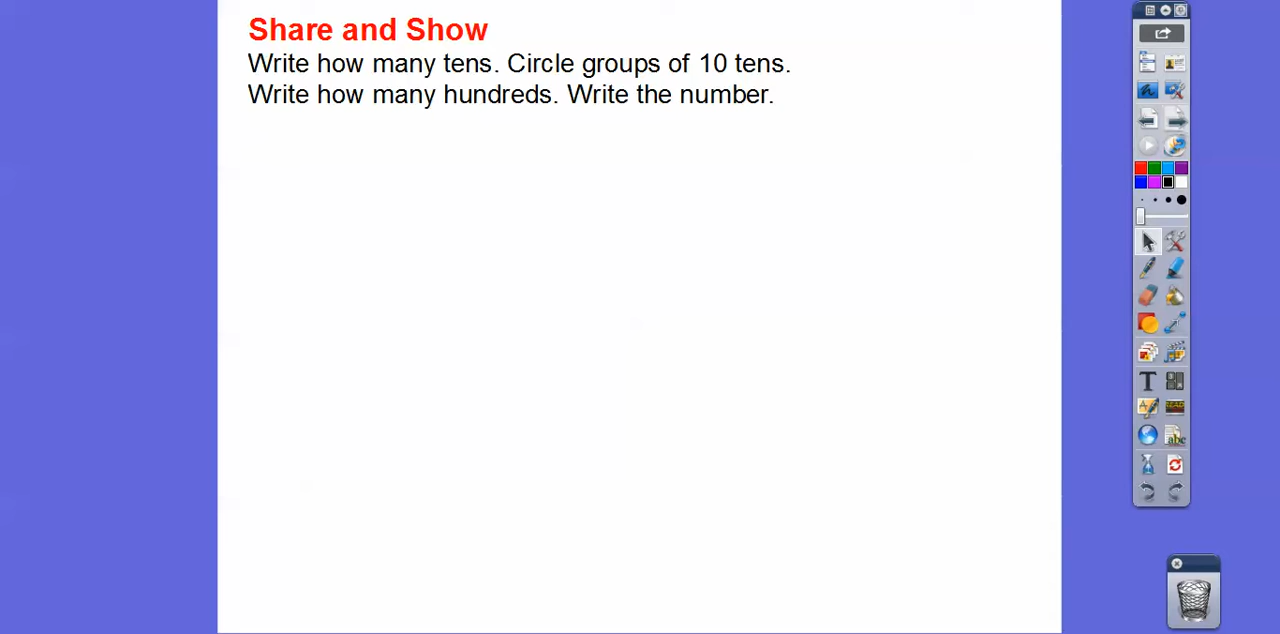 Share and Show
Write how many tens. Circle groups of 10 tens.
Write how many hundreds. Write the number.